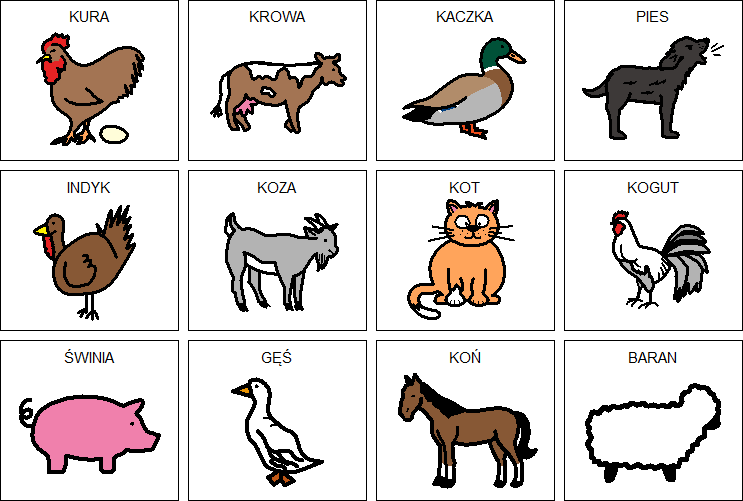 KURA
KROWA
KACZKA
PIES
INDYK
KOZA
KOT
KOGUT
ŚWINIA
GĘŚ
KOŃ
BARAN